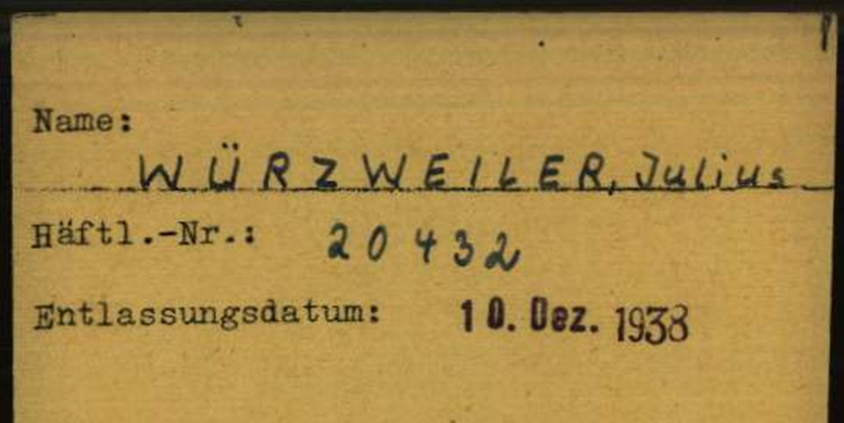 Name:
WÜRZWEILER, Julius
Häftl.-Nr.: 20432
Entlassungsdatum: 10. Dez. 1938